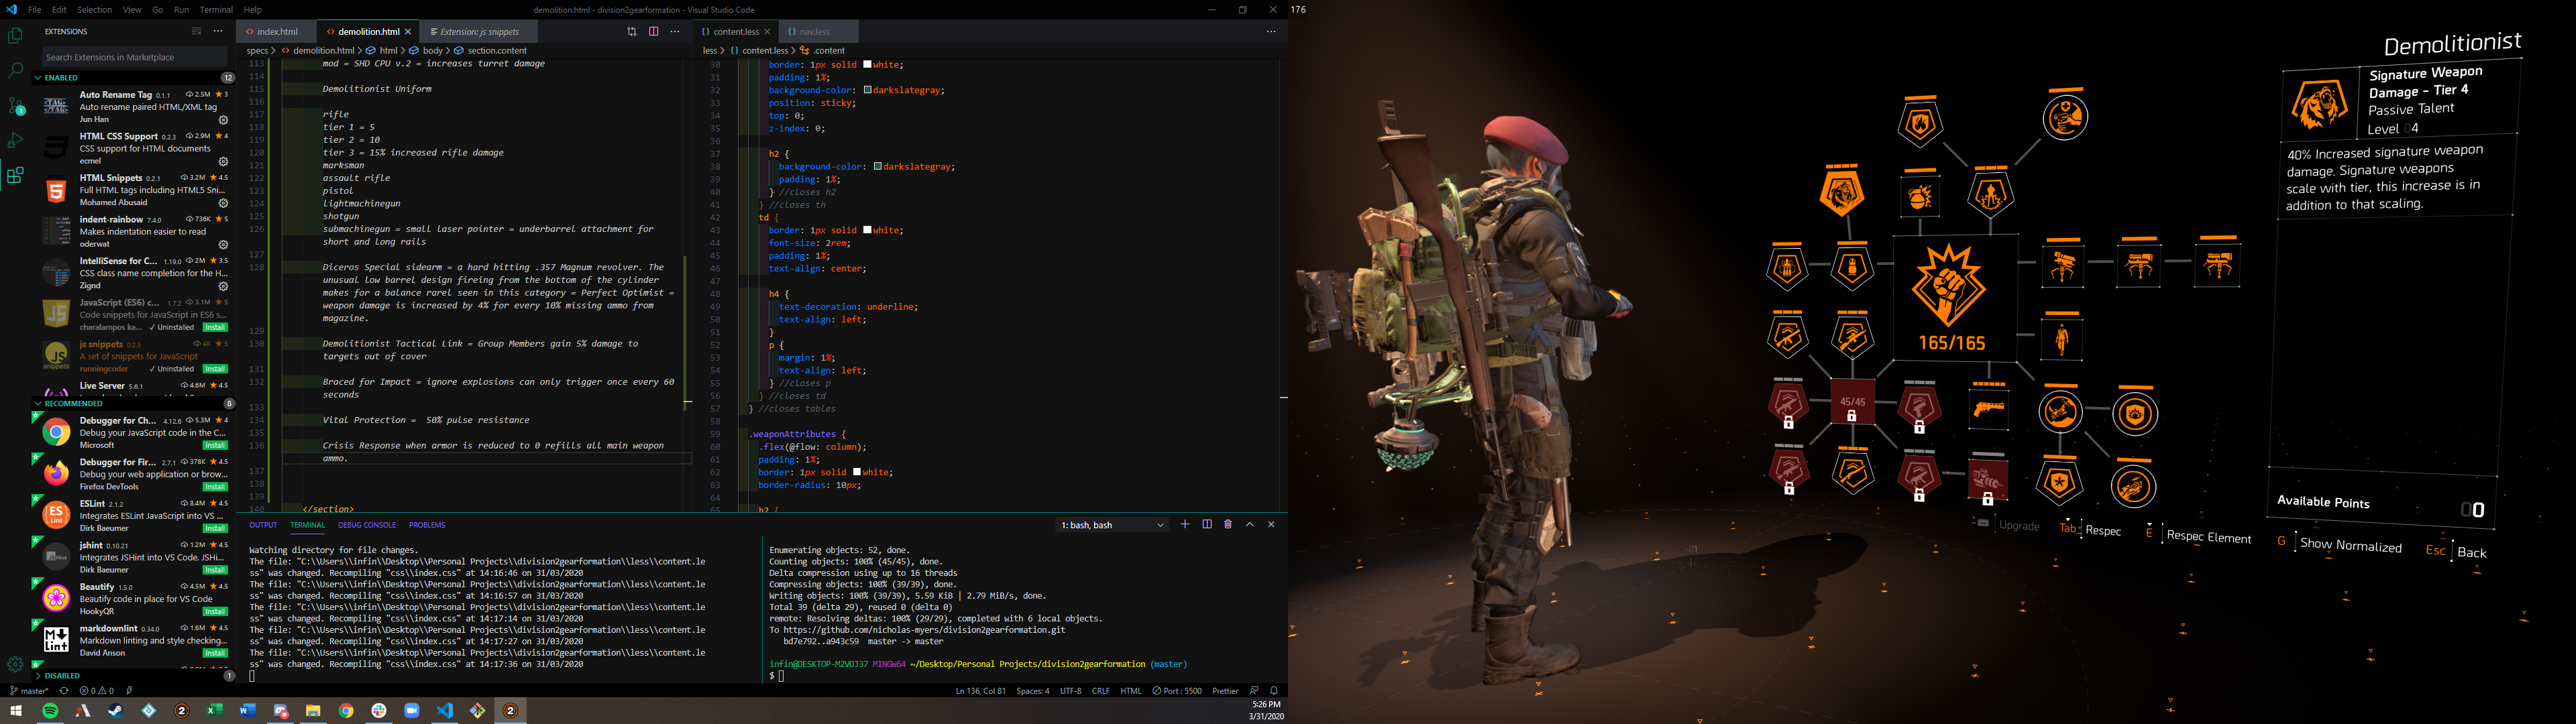 File Edit Selection View Go Run Terminal Help
demolition.html - division2gearformation - Visual Studio Code
EXTENSIONS
Search Extensions in Marketplace
ENABLED 12
Auto Rename Tag 0.1.1 2.5M 3
Auto rename paired HTML/XML tag
Jun Han
HTML CSS Support 0.2.3 2.9M 4
CSS support for HTML documents
ecmel
HTML Snippets 0.2.1 3.2M 4.5
Full HTML tags including HTML5 Sni...
Mohamed Abusaid
indent-rainbow 7.4.0 736K 5
Makes indentation easier to read
oderwat
IntelliSense for C... 1.19.0 2M 3.5
CSS class name completion for the H...
Zignd
JavaScript (ES6) c... 1.7.2 3.1M 5
Code snippets for JavaScript in ES6 s...
charalampos ka... ✓ Uninstalled Install
js snippets 0.2.5 4K 5
A set of snippets for JavaScript
runningcoder ✓ Uninstalled Install
Live Server 5.6.1 4.6M 4.5
RECOMMENDED 8
Debugger for Ch... 4.12.6 5.3M 4
Debug your JavaScript code in the C...
Microsoft Install
Debugger for Fir... 2.7.1 378K 4.5
Debug your web application or brow...
Firefox DevTools Install
ESLint 2.1.2 8.4M 4.5
Integrates ESLint JavaScript into VS ...
Dirk Baeumer Install
jshint 0.10.21 1.2M 4.5
Integrates JSHint into VS Code. JSHi...
Dirk Baeumer Install
Beautify 1.5.0 4.5M 4.5
Beautify code in place for VS Code
HookyQR Install
markdownlint 0.34.0 1.6M 4.5
Markdown linting and style checking...
David Anson Install
DISABLED 1
index.html demolition.html Extension: js snippets
specs > demolition.html > html > body > section.content
113 mod = SHD CPU v.2 = increases turret damage
114
115 Demolitionist Uniform
116
117 rifle
118 tier 1 = 5
119 tier 2 = 10
120 tier 3 = 15% increased rifle damage
121 marksman
122 assault rifle
123 pistol
124 lightmachinegun
125 shotgun
126 submachinegun = small laser pointer = underbarrel attachment for
short and long rails
127
128 Diceros Special sidearm = a hard hitting .357 Magnum revolver. The
unusual low barrel design fireing from the bottom of the cylinder
makes for a balance rarel seen in this category = Perfect Optimist =
weapon damage is increased by 4% for every 10% missing ammo from
magazine.
129
130 Demolitionist Tactical Link = Group Members gain 5% damage to
targets out of cover
131
132 Braced for Impact = ignore explosions can only trigger once every 60
seconds
133
134 Vital Protection =  50% pulse resistance
135
136 Crisis Response when armor is reduced to 0 refills all main weapon
ammo.
137
138
139
140 </section>
content.less nav.less
less > content.less > .content
30 border: 1px solid white;
31 padding: 1%;
32 background-color: darkslategray;
33 position: sticky;
34 top: 0;
35 z-index: 0;
36
37 h2 {
38 background-color: darkslategray;
39 padding: 1%;
40 } //closes h2
41 } //closes th
42 td {
43 border: 1px solid white;
44 font-size: 2rem;
45 padding: 1%;
46 text-align: center;
47
48 h4 {
49 text-decoration: underline;
50 text-align: left;
51 }
52 p {
53 margin: 1%;
54 text-align: left;
55 } //closes p
56 } //closes td
57 } //closes tables
58
59 .weaponAttributes {
60 .flex(@flow: column);
61 padding: 1%;
62 border: 1px solid white;
63 border-radius: 10px;
64
65 h2 {
OUTPUT TERMINAL DEBUG CONSOLE PROBLEMS
1: bash, bash
Watching directory for file changes.
The file: "C:\\Users\\infin\\Desktop\\Personal Projects\\division2gearformation\\less\\content.le
ss" was changed. Recompiling "css\\index.css" at 14:16:46 on 31/03/2020
The file: "C:\\Users\\infin\\Desktop\\Personal Projects\\division2gearformation\\less\\content.le
ss" was changed. Recompiling "css\\index.css" at 14:16:57 on 31/03/2020
The file: "C:\\Users\\infin\\Desktop\\Personal Projects\\division2gearformation\\less\\content.le
ss" was changed. Recompiling "css\\index.css" at 14:17:14 on 31/03/2020
The file: "C:\\Users\\infin\\Desktop\\Personal Projects\\division2gearformation\\less\\content.le
ss" was changed. Recompiling "css\\index.css" at 14:17:27 on 31/03/2020
The file: "C:\\Users\\infin\\Desktop\\Personal Projects\\division2gearformation\\less\\content.le
ss" was changed. Recompiling "css\\index.css" at 14:17:36 on 31/03/2020
Enumerating objects: 52, done.
Counting objects: 100% (45/45), done.
Delta compression using up to 16 threads
Compressing objects: 100% (39/39), done.
Writing objects: 100% (39/39), 5.59 KiB | 2.79 MiB/s, done.
Total 39 (delta 29), reused 0 (delta 0)
remote: Resolving deltas: 100% (29/29), completed with 6 local objects.
To https://github.com/nicholas-myers/division2gearformation.git
bd7e792..a943c59  master -> master
infin@DESKTOP-M2VDJ37 MINGW64 ~/Desktop/Personal Projects/division2gearformation (master)
$
master* 0 0
Ln 136, Col 81 Spaces: 4 UTF-8 CRLF HTML Port : 5500 Prettier
5:26 PM
3/31/2020
176
Demolitionist
Signature Weapon
Damage - Tier 4
Passive Talent
Level 04
40% Increased signature weapon
damage. Signature weapons
scale with tier, this increase is in
addition to that scaling.
165/165
45/45
Available Points 00
Upgrade Tab Respec E Respec Element G Show Normalized Esc Back